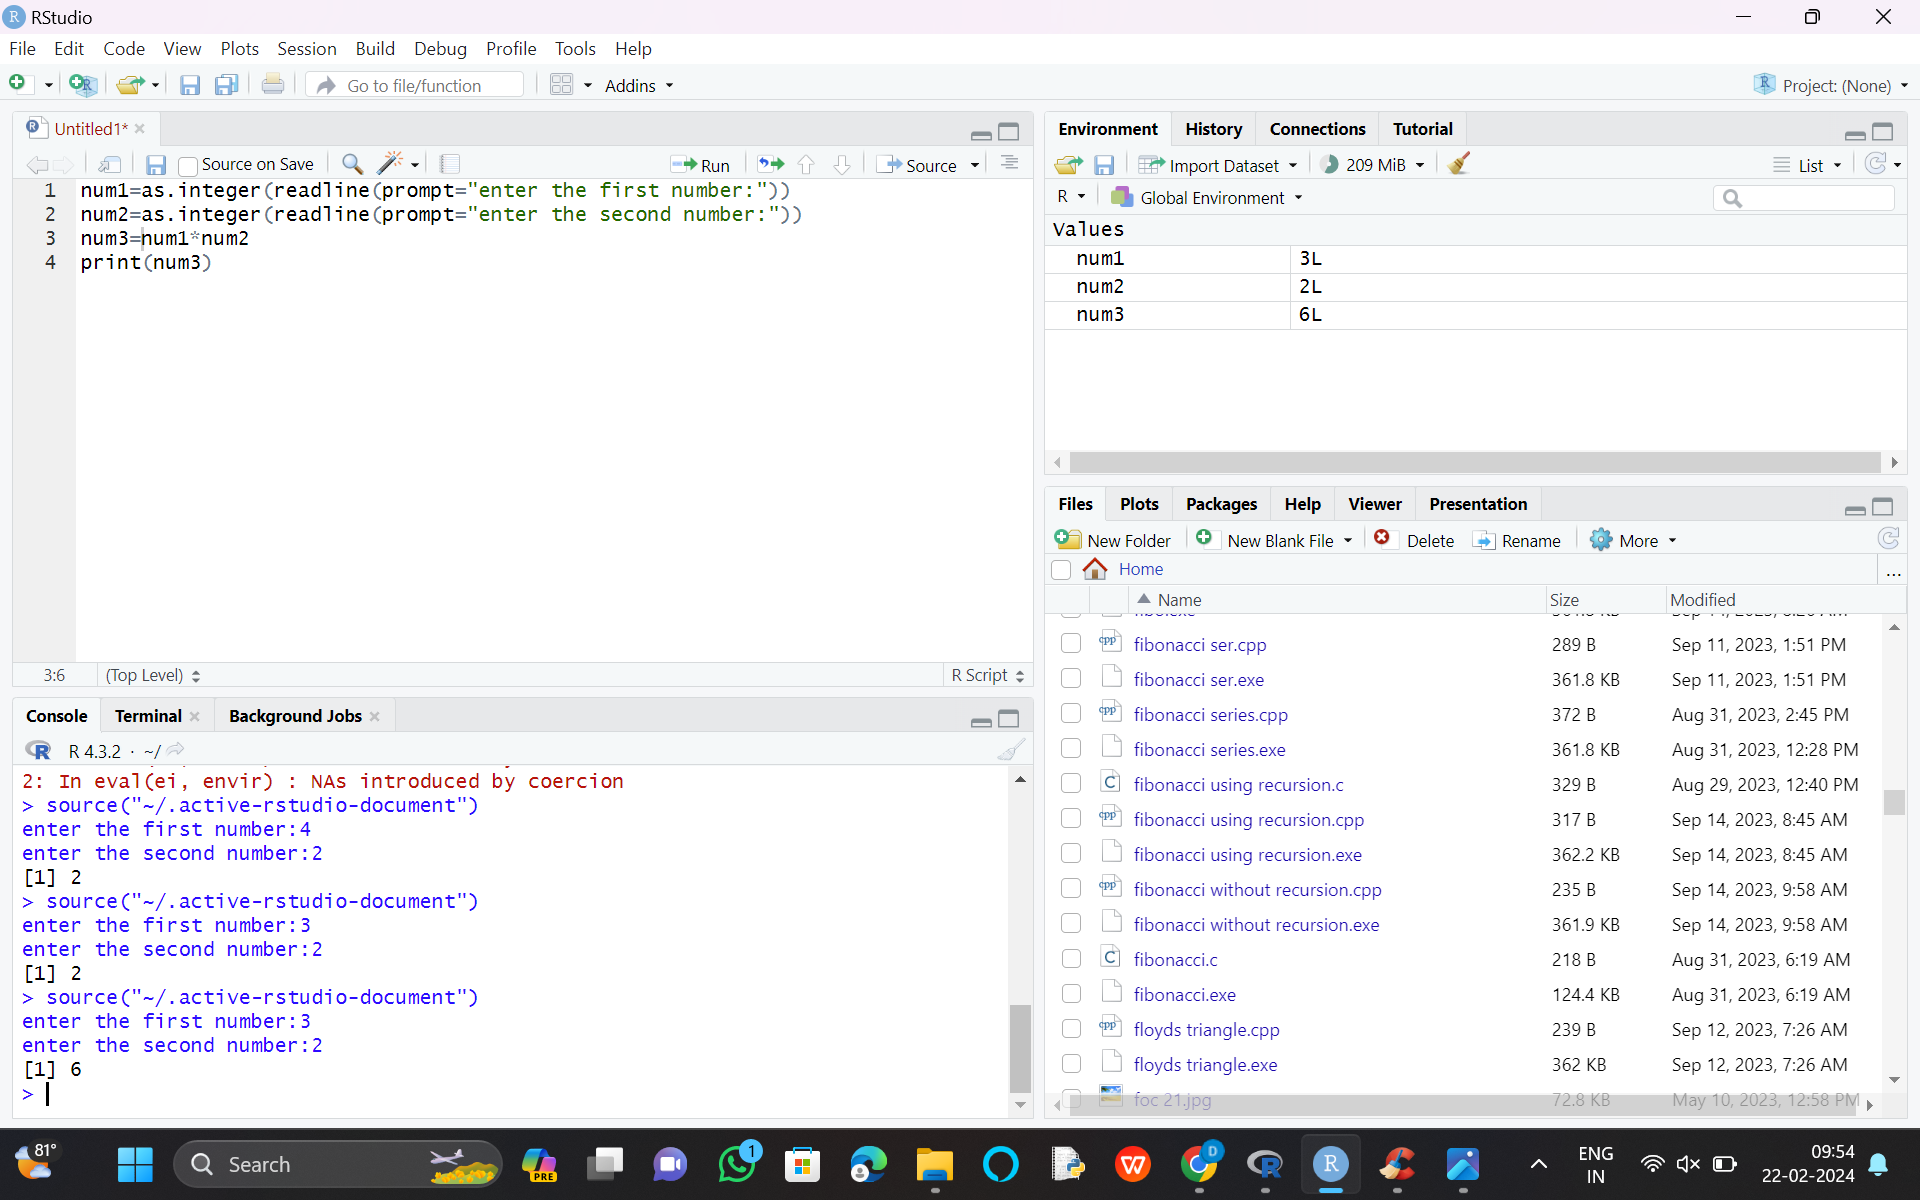 RStudio
File Edit Code View Plots Session Build Debug Profile Tools Help
Go to file/function Addins Project: (None)
Untitled1*
Source on Save Run Source
1 num1=as.integer(readline(prompt="enter the first number:"))
2 num2=as.integer(readline(prompt="enter the second number:"))
3 num3=num1*num2
4 print(num3)
3:6 (Top Level) R Script
Console Terminal Background Jobs
R 4.3.2 · ~/
2: In eval(ei, envir) : NAs introduced by coercion
> source("~/.active-rstudio-document")
enter the first number:4
enter the second number:2
[1] 2
> source("~/.active-rstudio-document")
enter the first number:3
enter the second number:2
[1] 2
> source("~/.active-rstudio-document")
enter the first number:3
enter the second number:2
[1] 6
>
Environment History Connections Tutorial
Import Dataset 209 MiB List
R Global Environment
Values
num1 3L
num2 2L
num3 6L
Files Plots Packages Help Viewer Presentation
New Folder New Blank File Delete Rename More
Home ...
Name Size Modified
fibonacci ser.cpp 289 B Sep 11, 2023, 1:51 PM
fibonacci ser.exe 361.8 KB Sep 11, 2023, 1:51 PM
fibonacci series.cpp 372 B Aug 31, 2023, 2:45 PM
fibonacci series.exe 361.8 KB Aug 31, 2023, 12:28 PM
fibonacci using recursion.c 329 B Aug 29, 2023, 12:40 PM
fibonacci using recursion.cpp 317 B Sep 14, 2023, 8:45 AM
fibonacci using recursion.exe 362.2 KB Sep 14, 2023, 8:45 AM
fibonacci without recursion.cpp 235 B Sep 14, 2023, 9:58 AM
fibonacci without recursion.exe 361.9 KB Sep 14, 2023, 9:58 AM
fibonacci.c 218 B Aug 31, 2023, 6:19 AM
fibonacci.exe 124.4 KB Aug 31, 2023, 6:19 AM
floyds triangle.cpp 239 B Sep 12, 2023, 7:26 AM
floyds triangle.exe 362 KB Sep 12, 2023, 7:26 AM
foc 21.jpg 72.8 KB May 10, 2023, 12:58 PM
81° Search PRE 1 D ENG 09:54
IN 22-02-2024